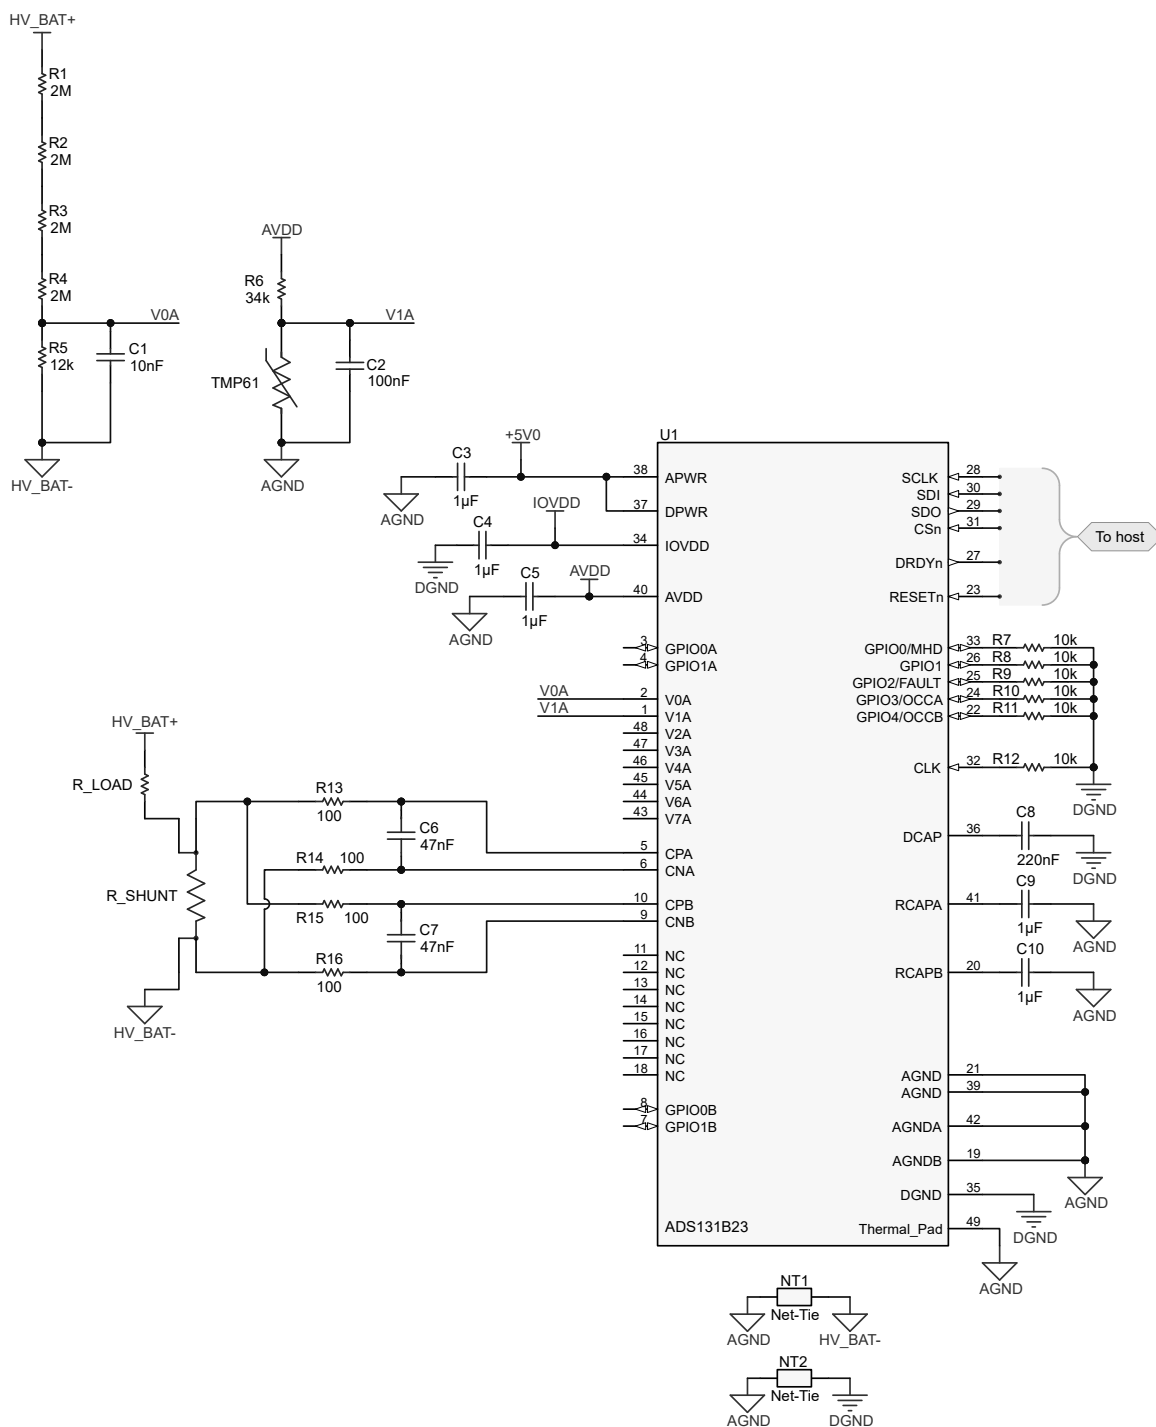 HV_BAT+
R1
2M
R2
2M
R3
2M
R4
2M
V0A
R5
12k
C1
10nF
HV_BAT-
AVDD
R6
34k
V1A
TMP61
C2
100nF
AGND
U1
+5V0
C3
1µF
AGND
38
APWR
37
DPWR
IOVDD
C4
1µF
DGND
34
IOVDD
AVDD
C5
1µF
AGND
40
AVDD
3
GPIO0A
4
GPIO1A
V0A
2
V0A
V1A
1
V1A
48
V2A
47
V3A
46
V4A
45
V5A
44
V6A
43
V7A
HV_BAT+
R_LOAD
R_SHUNT
HV_BAT-
R13
100
C6
47nF
R14 100
R15 100
C7
47nF
R16
100
5
CPA
6
CNA
10
CPB
9
CNB
11
NC
12
NC
13
NC
14
NC
15
NC
16
NC
17
NC
18
NC
8
GPIO0B
7
GPIO1B
ADS131B23
SCLK 28
SDI 30
SDO 29
CSn 31
DRDYn 27
RESETn 23
To host
GPIO0/MHD 33 R7 10k
GPIO1 26 R8 10k
GPIO2/FAULT 25 R9 10k
GPIO3/OCCA 24 R10 10k
GPIO4/OCCB 22 R11 10k
CLK 32 R12 10k
DGND
DCAP 36
C8
220nF
DGND
RCAPA 41
C9
1µF
AGND
RCAPB 20
C10
1µF
AGND
AGND 21
AGND 39
AGNDA 42
AGNDB 19
AGND
DGND 35
DGND
Thermal_Pad 49
AGND
NT1
Net-Tie
AGND
HV_BAT-
NT2
Net-Tie
AGND
DGND